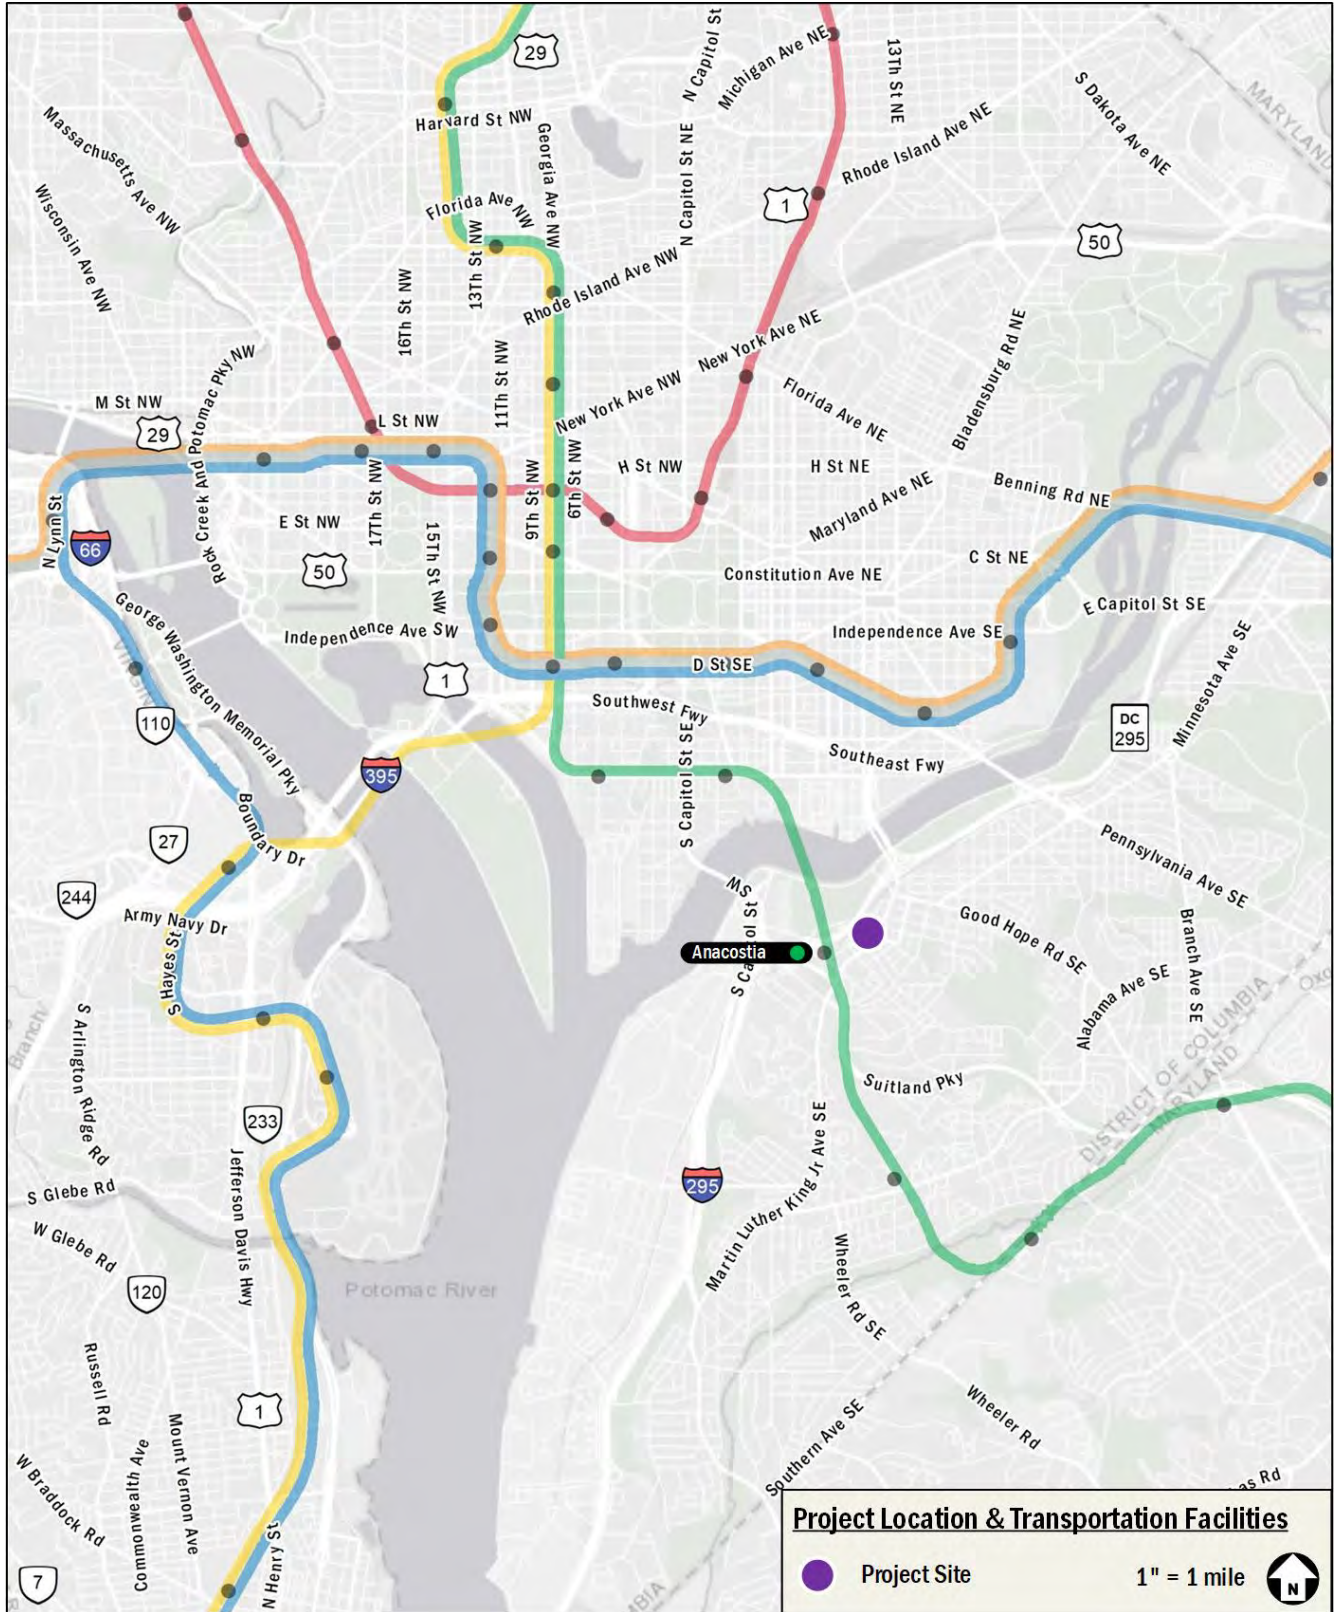 29
N Capitol St
Michigan Ave NE
13Th St NE
S Dakota Ave NE
MARYLAND
Massachusetts Ave NW
Harvard St NW
Georgia Ave NW
N Capitol St NE
Rhode Island Ave NE
Wisconsin Ave NW
Florida Ave NW
1
50
13Th St NW
Rhode Island Ave NW
16Th St NW
New York Ave NE
Bladensburg Rd NE
Rock Creek And Potomac Pky NW
11Th St NW
New York Ave NW
Florida Ave NE
M St NW
L St NW
29
17Th St NW
9Th St NW
6Th St NW
H St NW
H St NE
Maryland Ave NE
Benning Rd NE
N Lynn St
66
E St NW
15Th St NW
50
C St NE
Constitution Ave NE
E Capitol St SE
George Washington Memorial Pky
Independence Ave SW
Independence Ave SE
Minnesota Ave SE
D St SE
1
Southwest Fwy
110
DC
295
S Capitol St SE
Southeast Fwy
395
Boundary Dr
27
Pennsylvania Ave SE
244
Army Navy Dr
S Hayes St
S Capitol St SW
Anacostia
Good Hope Rd SE
Branch Ave SE
Alabama Ave SE
Branch
S Arlington Ridge Rd
DISTRICT OF COLUMBIA
MARYLAND
Suitland Pky
233
Jefferson Davis Hwy
S Glebe Rd
295
Martin Luther King Jr Ave SE
W Glebe Rd
120
Potomac River
Wheeler Rd SE
Russell Rd
1
Wheeler Rd
Southern Ave SE
Mount Vernon Ave
Commonwealth Ave
W Braddock Rd
N Henry St
7
Project Location & Transportation Facilities
Project Site
1" = 1 mile
N